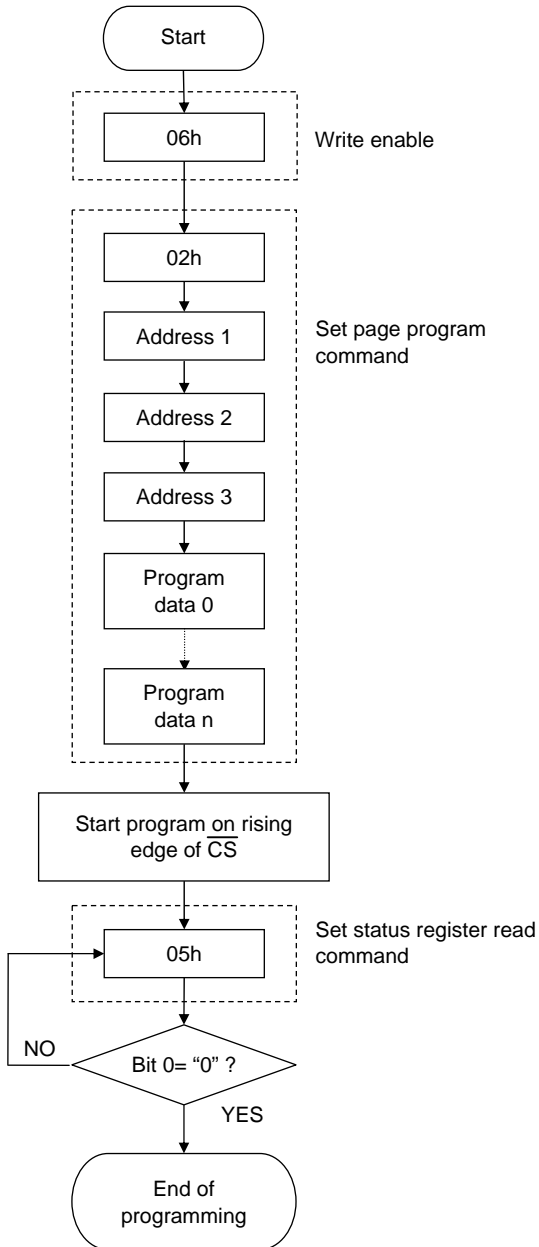 Start
06h
Write enable
02h
Address 1
Set page program
command
Address 2
Address 3
Program
data 0
Program
data n
Start program on rising
edge of C̅S̅
05h
Set status register read
command
NO
Bit 0= “0” ?
YES
End of
programming